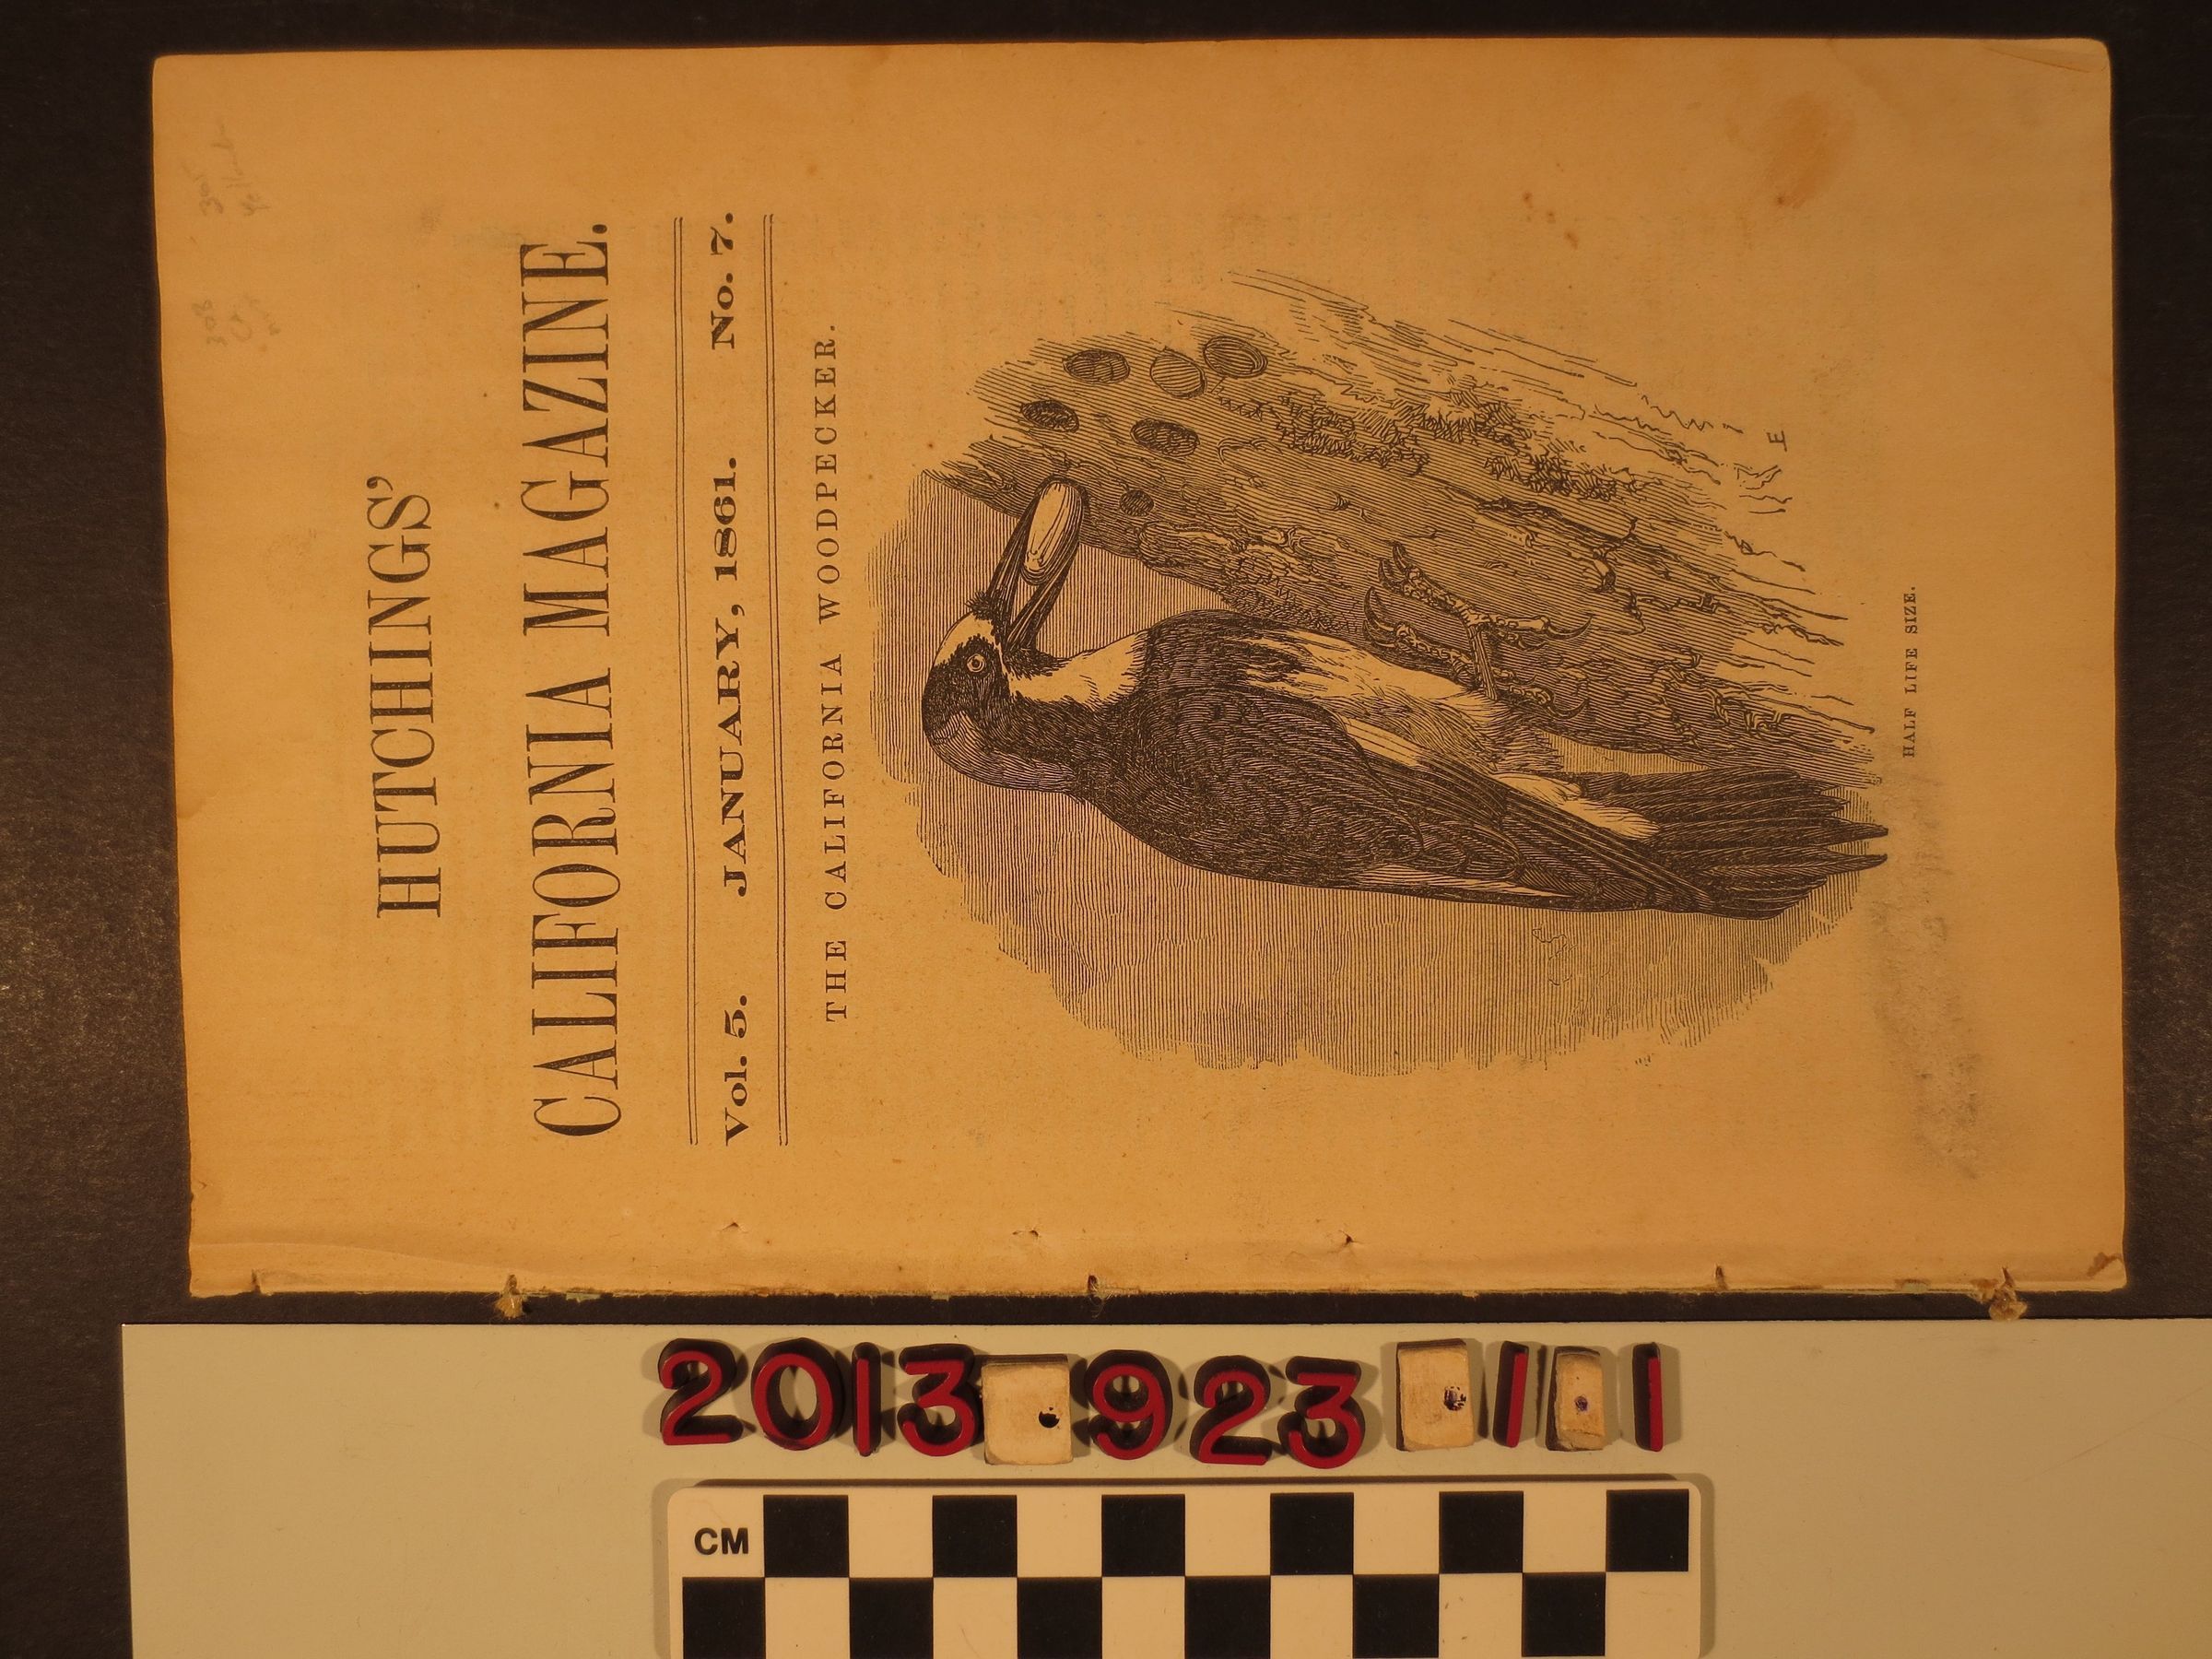 HUTCHINGS'
CALIFORNIA MAGAZINE.
Vol. 5. JANUARY, 1861. No. 7.
THE CALIFORNIA WOODPECKER.
E
HALF LIFE SIZE.
2013 923 1 1
CM